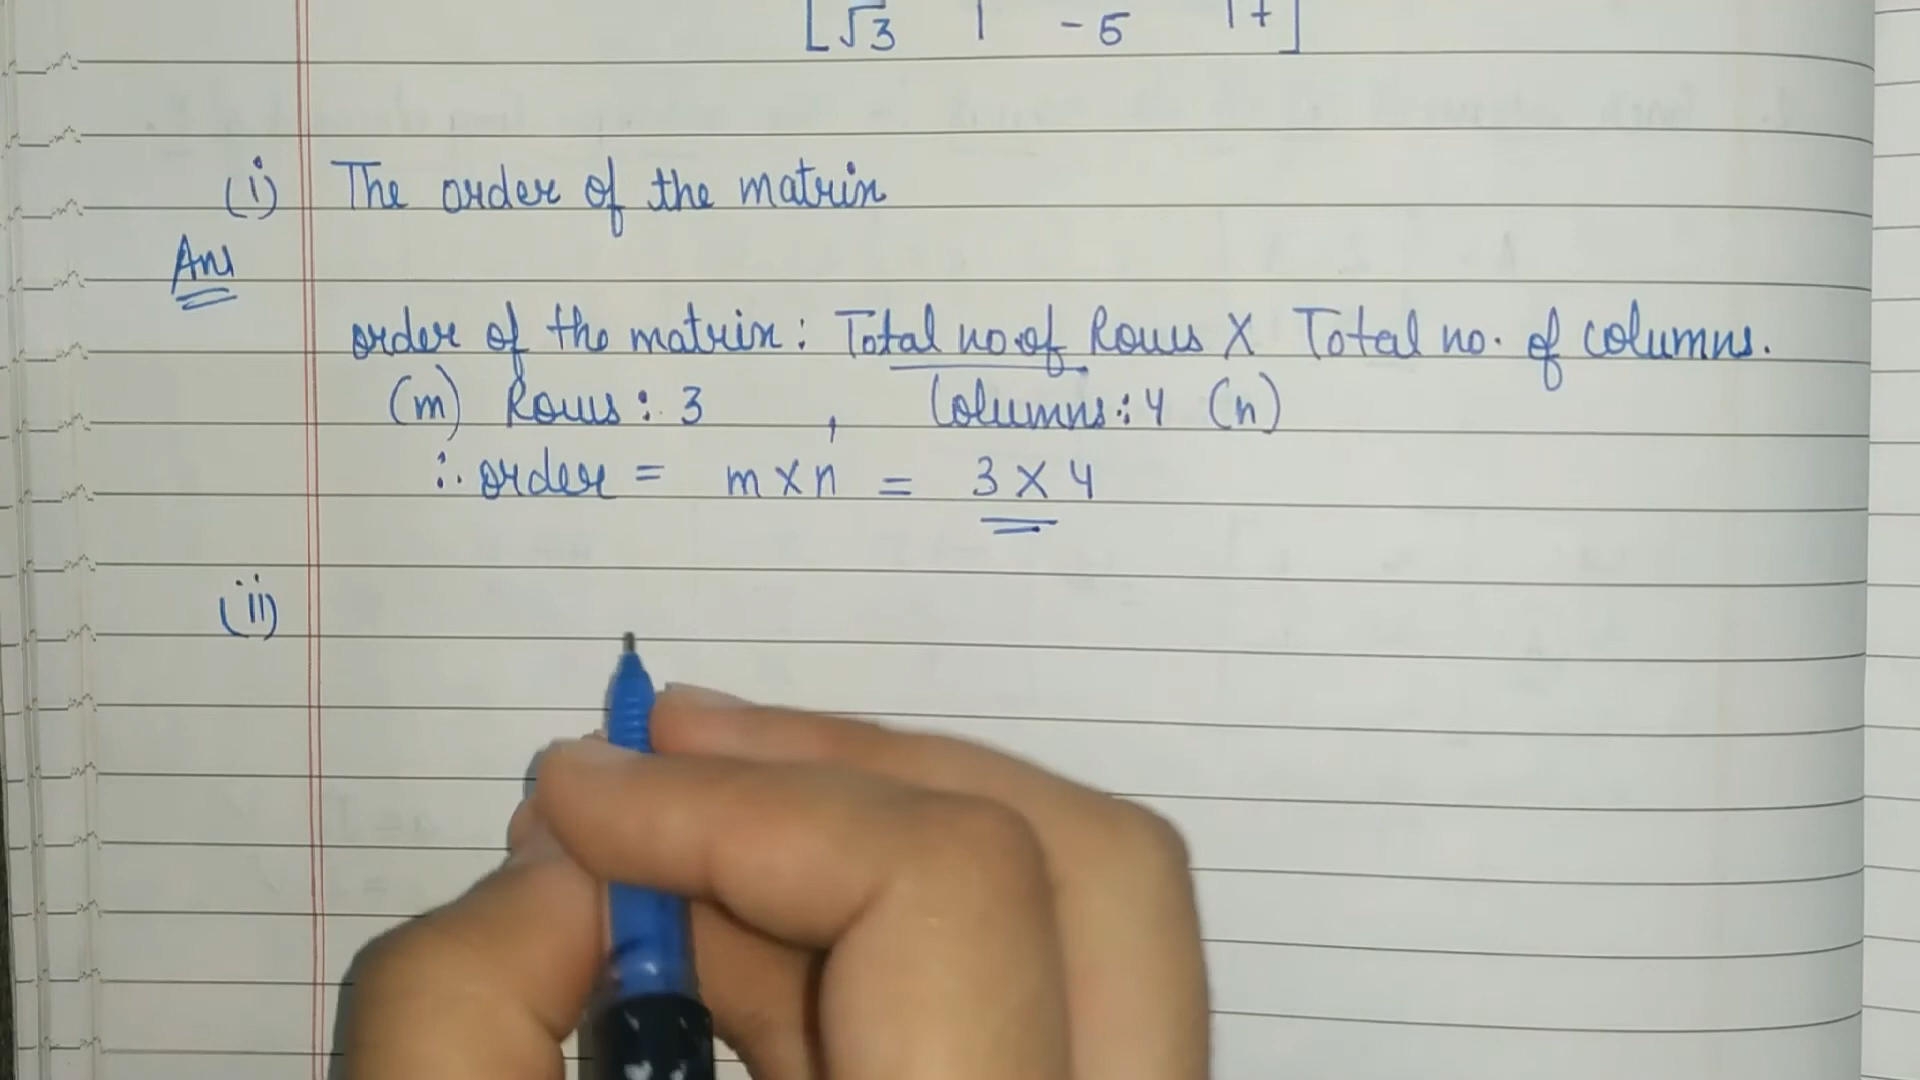 [√3 1 -5 17]
(i) The order of the matrix
Ans
order of the matrix: Total no. of Rows X Total no. of columns.
(m) Rows: 3 , Columns: 4 (n)
∴ order = m x n = 3 X 4
(ii)